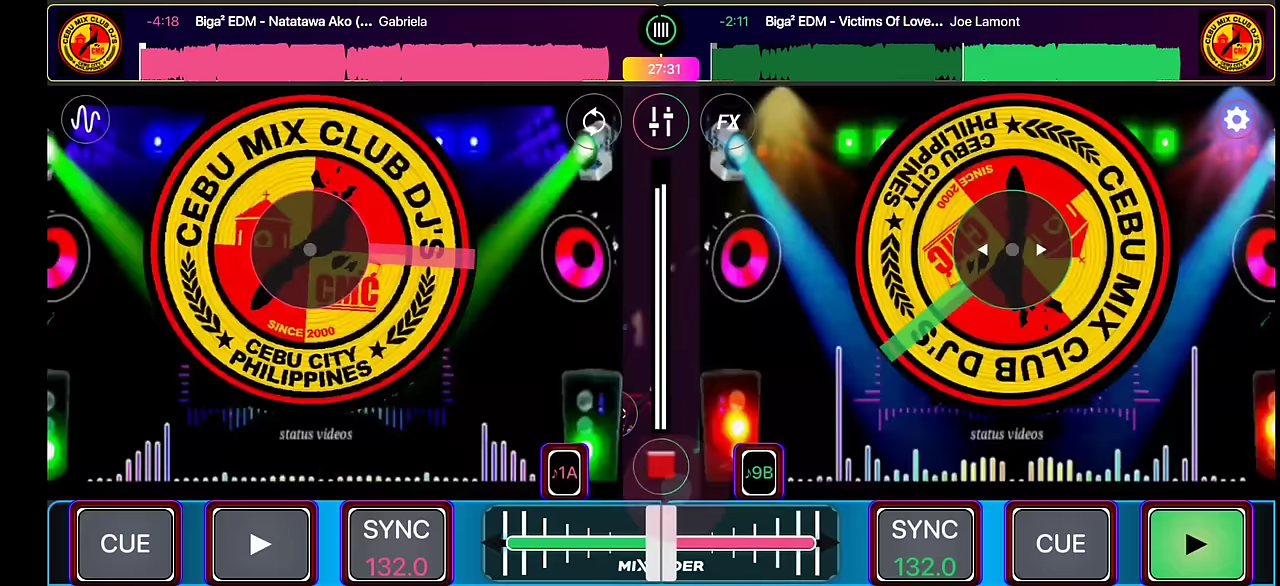 -4:18 Biga² EDM - Natatawa Ako (... Gabriela
-2:11 Biga² EDM - Victims Of Love... Joe Lamont
27:31
FX
CEBU MIX CLUB DJ'S
CMC
SINCE 2000
CEBU CITY
PHILIPPINES
CEBU MIX CLUB DJ'S
CMC
SINCE 2000
CEBU CITY
PHILIPPINES
status videos
status videos
♪1A
♪9B
CUE
SYNC
132.0
SYNC
132.0
CUE